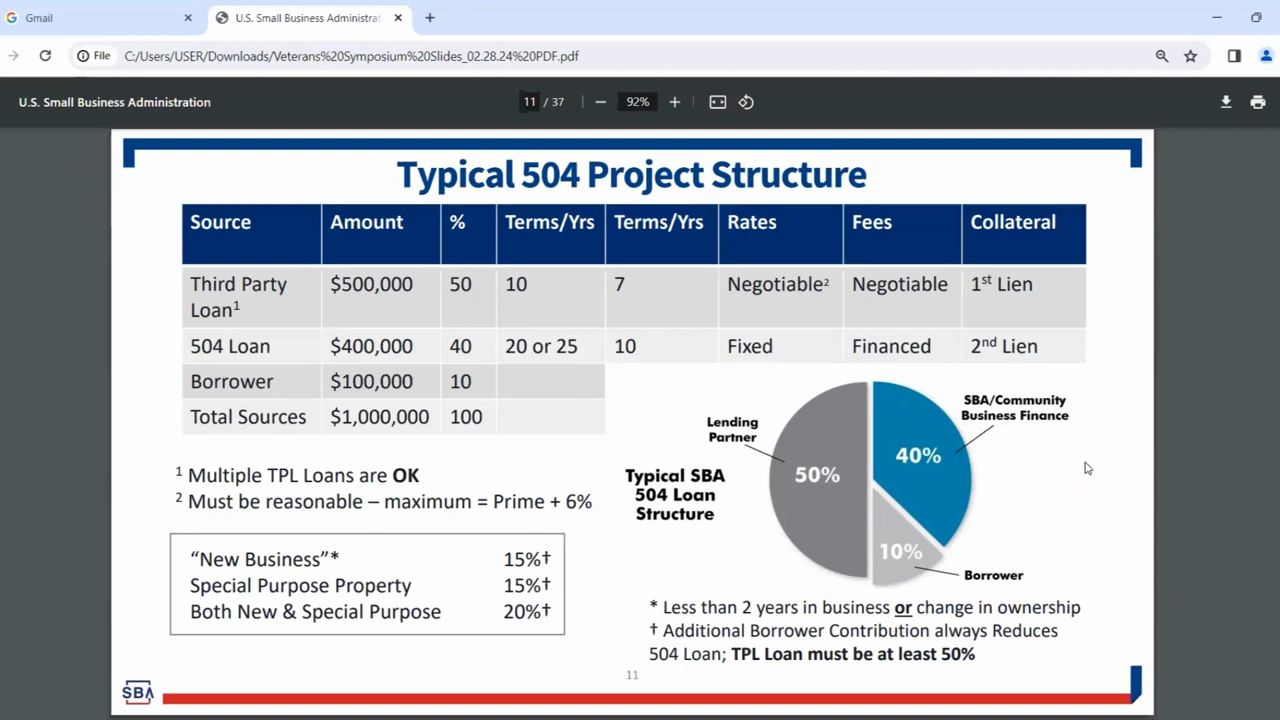 Gmail
U.S. Small Business Administrat
File C:/Users/USER/Downloads/Veterans%20Symposium%20Slides_02.28.24%20PDF.pdf
U.S. Small Business Administration 11 / 37 92%
Typical 504 Project Structure
Source Amount % Terms/Yrs Terms/Yrs Rates Fees Collateral
Third Party Loan¹ $500,000 50 10 7 Negotiable² Negotiable 1st Lien
504 Loan $400,000 40 20 or 25 10 Fixed Financed 2nd Lien
Borrower $100,000 10
Total Sources $1,000,000 100
¹ Multiple TPL Loans are OK
² Must be reasonable – maximum = Prime + 6%
“New Business”* 15%†
Special Purpose Property 15%†
Both New & Special Purpose 20%†
Typical SBA
504 Loan
Structure
Lending
Partner
50%
SBA/Community
Business Finance
40%
10%
Borrower
* Less than 2 years in business or change in ownership
† Additional Borrower Contribution always Reduces
504 Loan; TPL Loan must be at least 50%
11
SBA